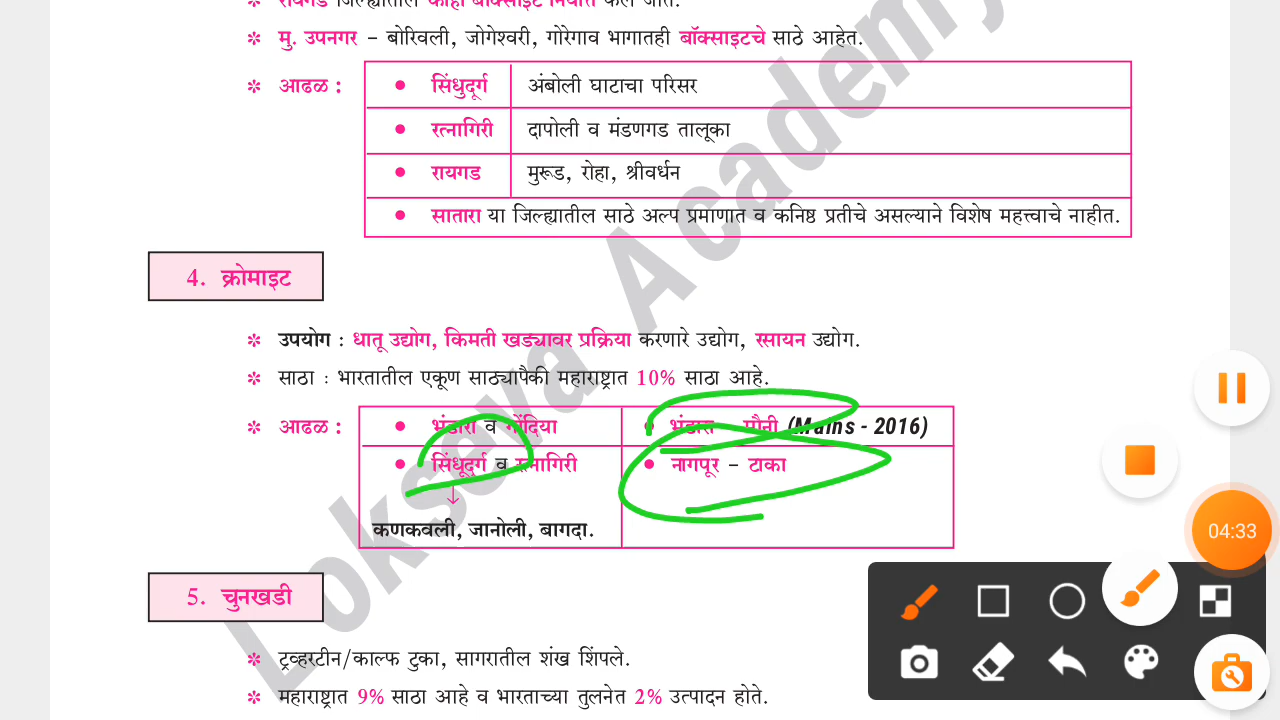 ✻ रायगड जिल्ह्यातील काही बॉक्साइट निर्यात केले जाते.
✻ मु. उपनगर – बोरिवली, जोगेश्वरी, गोरेगाव भागातही बॉक्साइटचे साठे आहेत.
✻ आढळ :
● सिंधुदूर्ग अंबोली घाटाचा परिसर
● रत्नागिरी दापोली व मंडणगड तालूका
● रायगड मुरूड, रोहा, श्रीवर्धन
● सातारा या जिल्ह्यातील साठे अल्प प्रमाणात व कनिष्ठ प्रतीचे असल्याने विशेष महत्त्वाचे नाहीत.
4. क्रोमाइट
✻ उपयोग : धातू उद्योग, किमती खड्यावर प्रक्रिया करणारे उद्योग, रसायन उद्योग.
✻ साठा : भारतातील एकूण साठ्यापैकी महाराष्ट्रात 10% साठा आहे.
✻ आढळ : ● भंडारा व गोंदिया ● भंडारा – मौनी (Mains - 2016)
● सिंधूदुर्ग व रत्नागिरी ● नागपूर – टाका
↓
कणकवली, जानोली, बागदा.
5. चुनखडी
✻ ट्रव्हरटीन/काल्फ टुका, सागरातील शंख शिंपले.
✻ महाराष्ट्रात 9% साठा आहे व भारताच्या तुलनेत 2% उत्पादन होते.
Lokseva Academy
04:33